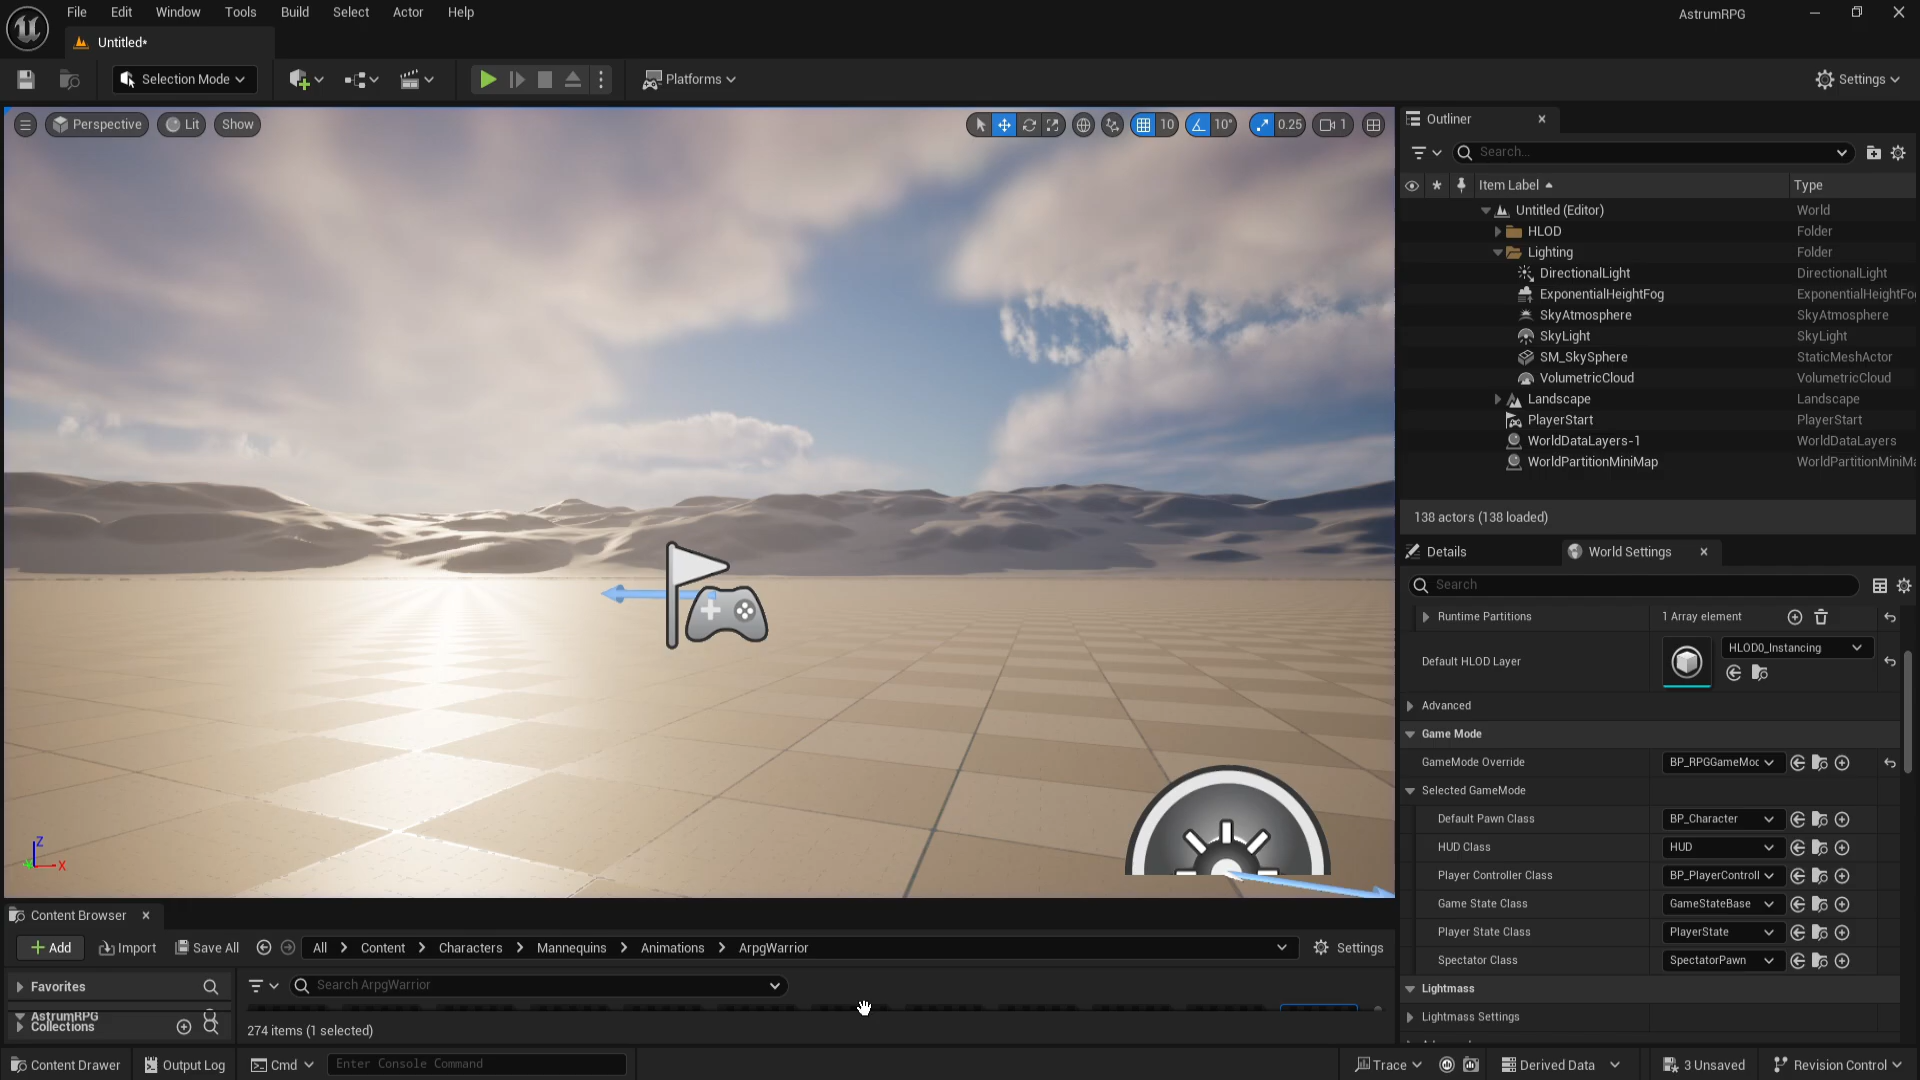 File Edit Window Tools Build Select Actor Help
AstrumRPG
Untitled*
Selection Mode
Platforms
Settings
Perspective Lit Show
10 10° 0.25 1
Outliner
Search...
Item Label Type
Untitled (Editor) World
HLOD Folder
Lighting Folder
DirectionalLight DirectionalLight
ExponentialHeightFog ExponentialHeightFo
SkyAtmosphere SkyAtmosphere
SkyLight SkyLight
SM_SkySphere StaticMeshActor
VolumetricCloud VolumetricCloud
Landscape Landscape
PlayerStart PlayerStart
WorldDataLayers-1 WorldDataLayers
WorldPartitionMiniMap WorldPartitionMiniMa
138 actors (138 loaded)
Details World Settings
Search
Runtime Partitions 1 Array element
Default HLOD Layer HLOD0_Instancing
Advanced
Game Mode
GameMode Override BP_RPGGameMoc
Selected GameMode
Default Pawn Class BP_Character
HUD Class HUD
Player Controller Class BP_PlayerControll
Game State Class GameStateBase
Player State Class PlayerState
Spectator Class SpectatorPawn
Lightmass
Lightmass Settings
Z
X
Content Browser
Add Import Save All All Content Characters Mannequins Animations ArpgWarrior Settings
Favorites
Search ArpgWarrior
AstrumRPG
Collections
274 items (1 selected)
Content Drawer Output Log Cmd Enter Console Command Trace Derived Data 3 Unsaved Revision Control